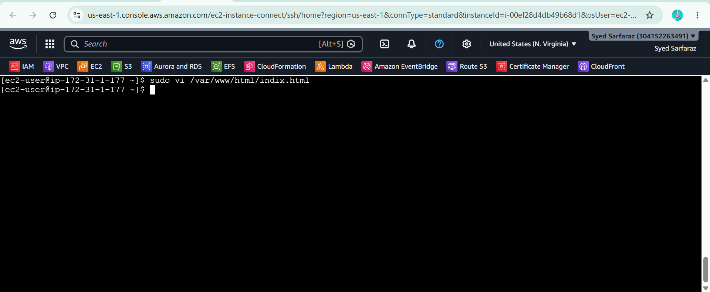 us-east-1.console.aws.amazon.com/ec2-instance-connect/ssh/home?region=us-east-1&connType=standard&instanceId=i-00ef28d4db49b68d1&osUser=ec2-...
aws Search [Alt+S] United States (N. Virginia) Syed Sarfaraz (304152263491)
Syed Sarfaraz
IAM VPC EC2 S3 Aurora and RDS EFS CloudFormation Lambda Amazon EventBridge Route 53 Certificate Manager CloudFront
[ec2-user@ip-172-31-1-177 ~]$ sudo vi /var/www/html/indix.html
[ec2-user@ip-172-31-1-177 ~]$